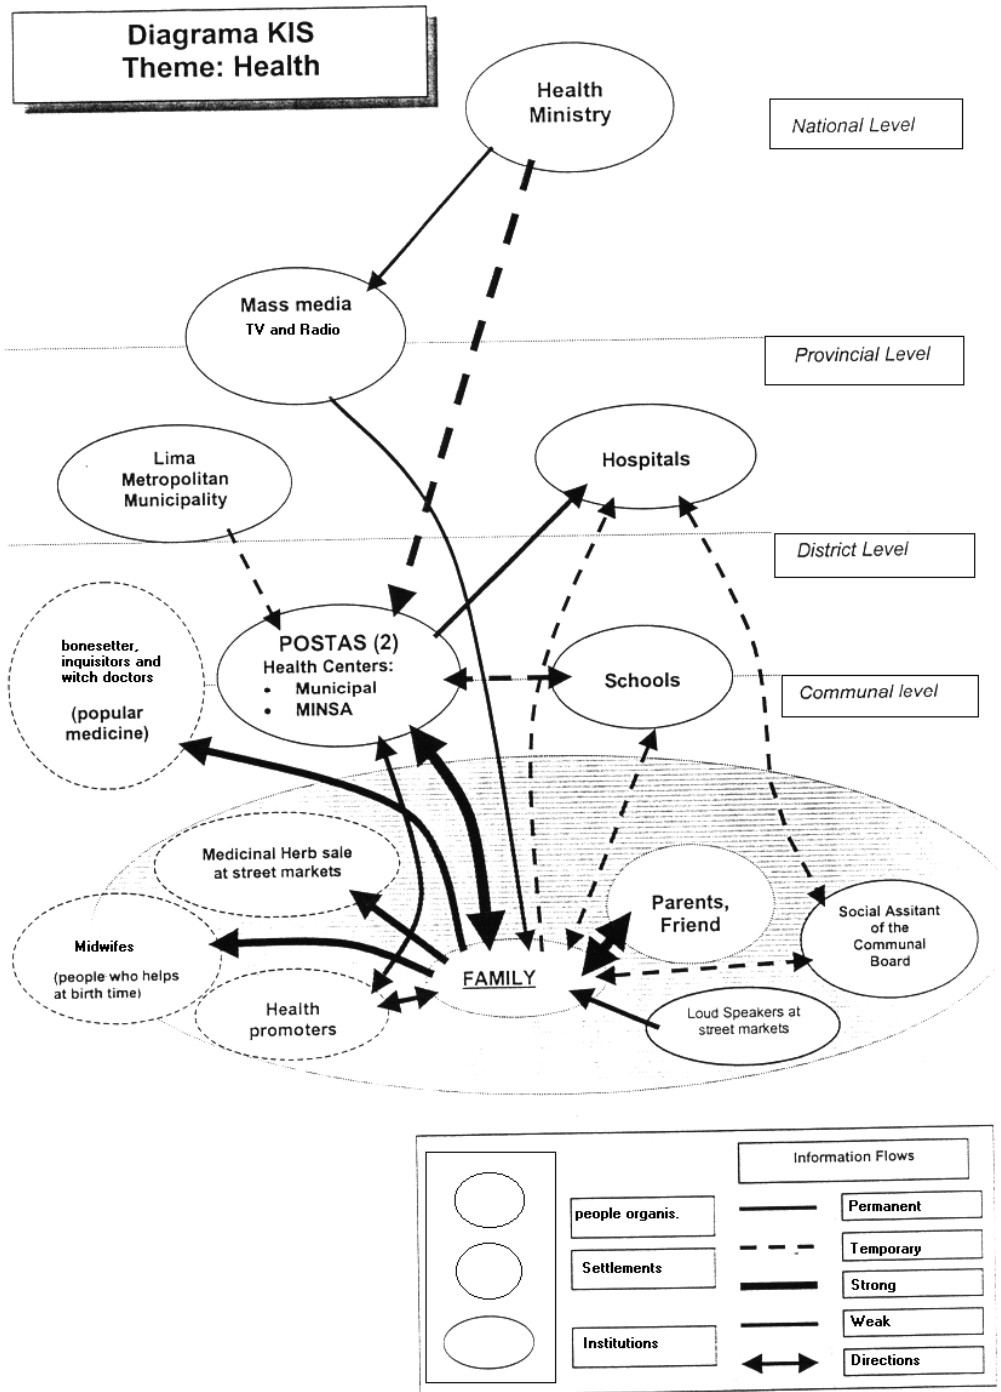 Diagrama KIS
Theme: Health
Health
Ministry
National Level
Mass media
TV and Radio
Provincial Level
Lima
Metropolitan
Municipality
Hospitals
District Level
bonesetter,
inquisitors and
witch doctors
(popular
medicine)
POSTAS (2)
Health Centers:
• Municipal
• MINSA
Schools
Communal level
Medicinal Herb sale
at street markets
Parents,
Friend
Social Assitant
of the
Communal
Board
Midwifes
(people who helps
at birth time)
FAMILY
Health
promoters
Loud Speakers at
street markets
Information Flows
people organis.
Permanent
Temporary
Settlements
Strong
Weak
Institutions
Directions